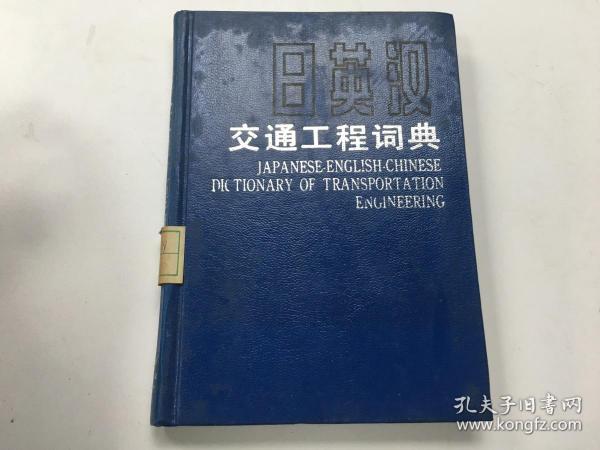 日英汉
交通工程词典
JAPANESE-ENGLISH-CHINESE
DICTIONARY OF TRANSPORTATION
ENGINEERING
孔夫子旧书网
www.kongfz.com